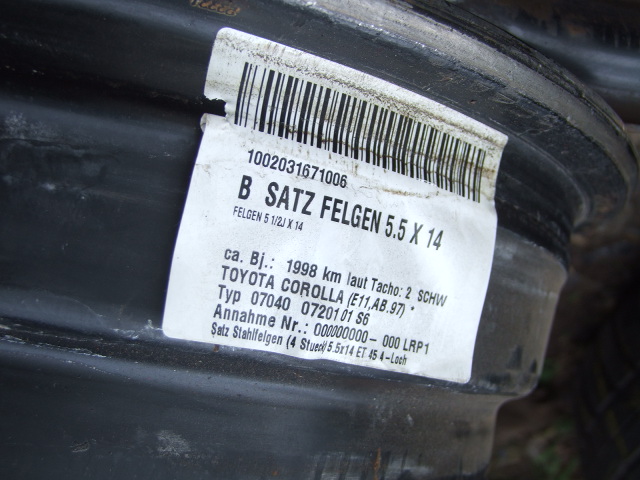 1002031671006
B SATZ FELGEN 5.5 X 14
FELGEN 5 1/2J X 14
ca. Bj.: 1998 km laut Tacho: 2 SCHW
TOYOTA COROLLA (E11,AB.97) *
Typ 07040 0720101 S6
Annahme Nr.: 000000000- 000 LRP1
Satz Stahlfelgen (4 Stueck) 5.5x14 ET 45 4-Loch